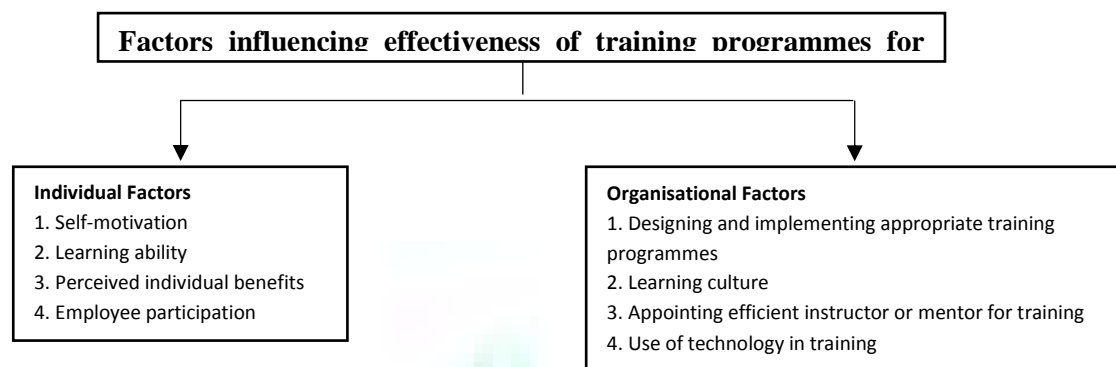 Factors influencing effectiveness of training programmes for
Individual Factors
1. Self-motivation
2. Learning ability
3. Perceived individual benefits
4. Employee participation
Organisational Factors
1. Designing and implementing appropriate training
programmes
2. Learning culture
3. Appointing efficient instructor or mentor for training
4. Use of technology in training